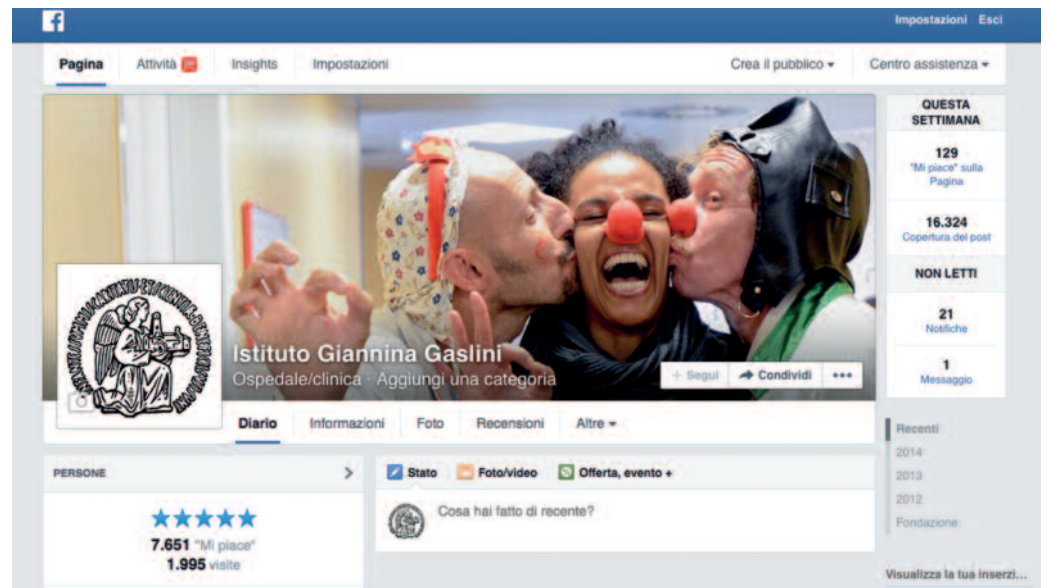 f
Impostazioni Esci
Pagina Attività Insights Impostazioni Crea il pubblico Centro assistenza
QUESTA
SETTIMANA
129
"Mi piace" sulla
Pagina
16.324
Copertura dei post
NON LETTI
21
Notifiche
1
Messaggio
Istituto Giannina Gaslini
Ospedale/clinica · Aggiungi una categoria
+ Segui Condividi •••
Diario Informazioni Foto Recensioni Altre
Recenti
2014
2013
2012
Fondazione:
PERSONE >
7.651 "Mi piace"
1.995 visite
Stato Foto/video Offerta, evento +
Cosa hai fatto di recente?
Visualizza la tua inserzi...